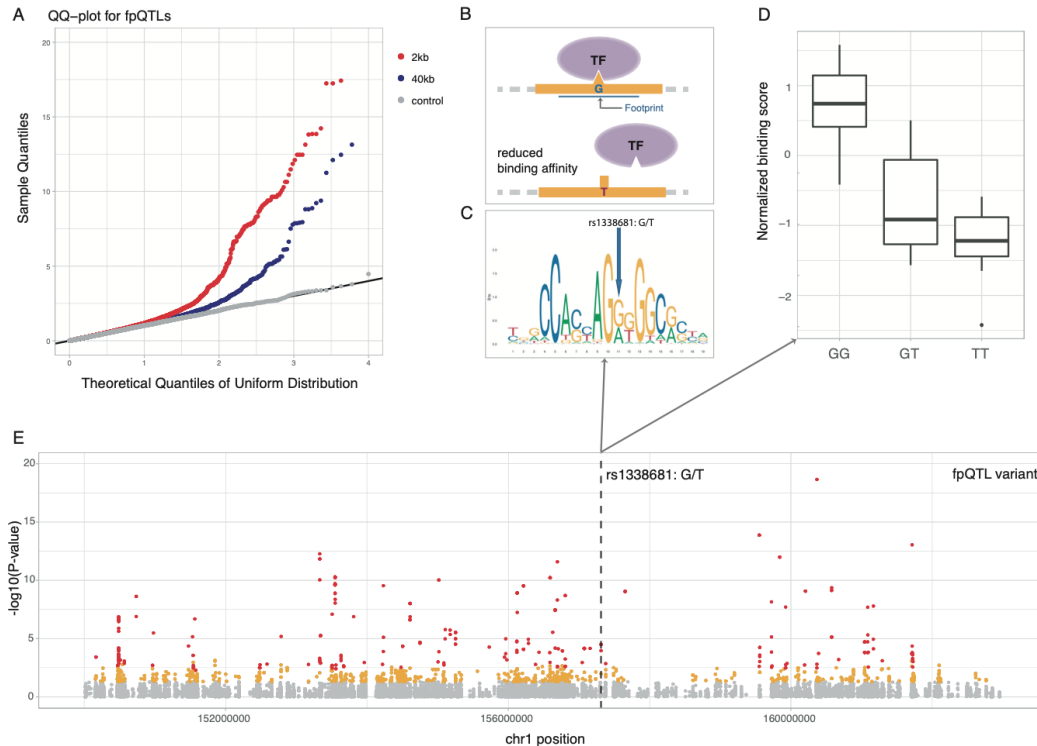 A
QQ-plot for fpQTLs
20
15
10
5
0
Sample Quantiles
0
1
2
3
4
Theoretical Quantiles of Uniform Distribution
2kb
40kb
control
B
TF
G
Footprint
TF
reduced
binding affinity
T
C
rs1338681: G/T
D
Normalized binding score
1
0
-1
-2
GG
GT
TT
E
20
15
10
5
0
-log10(P-value)
rs1338681: G/T
fpQTL variant
152000000
156000000
160000000
chr1 position